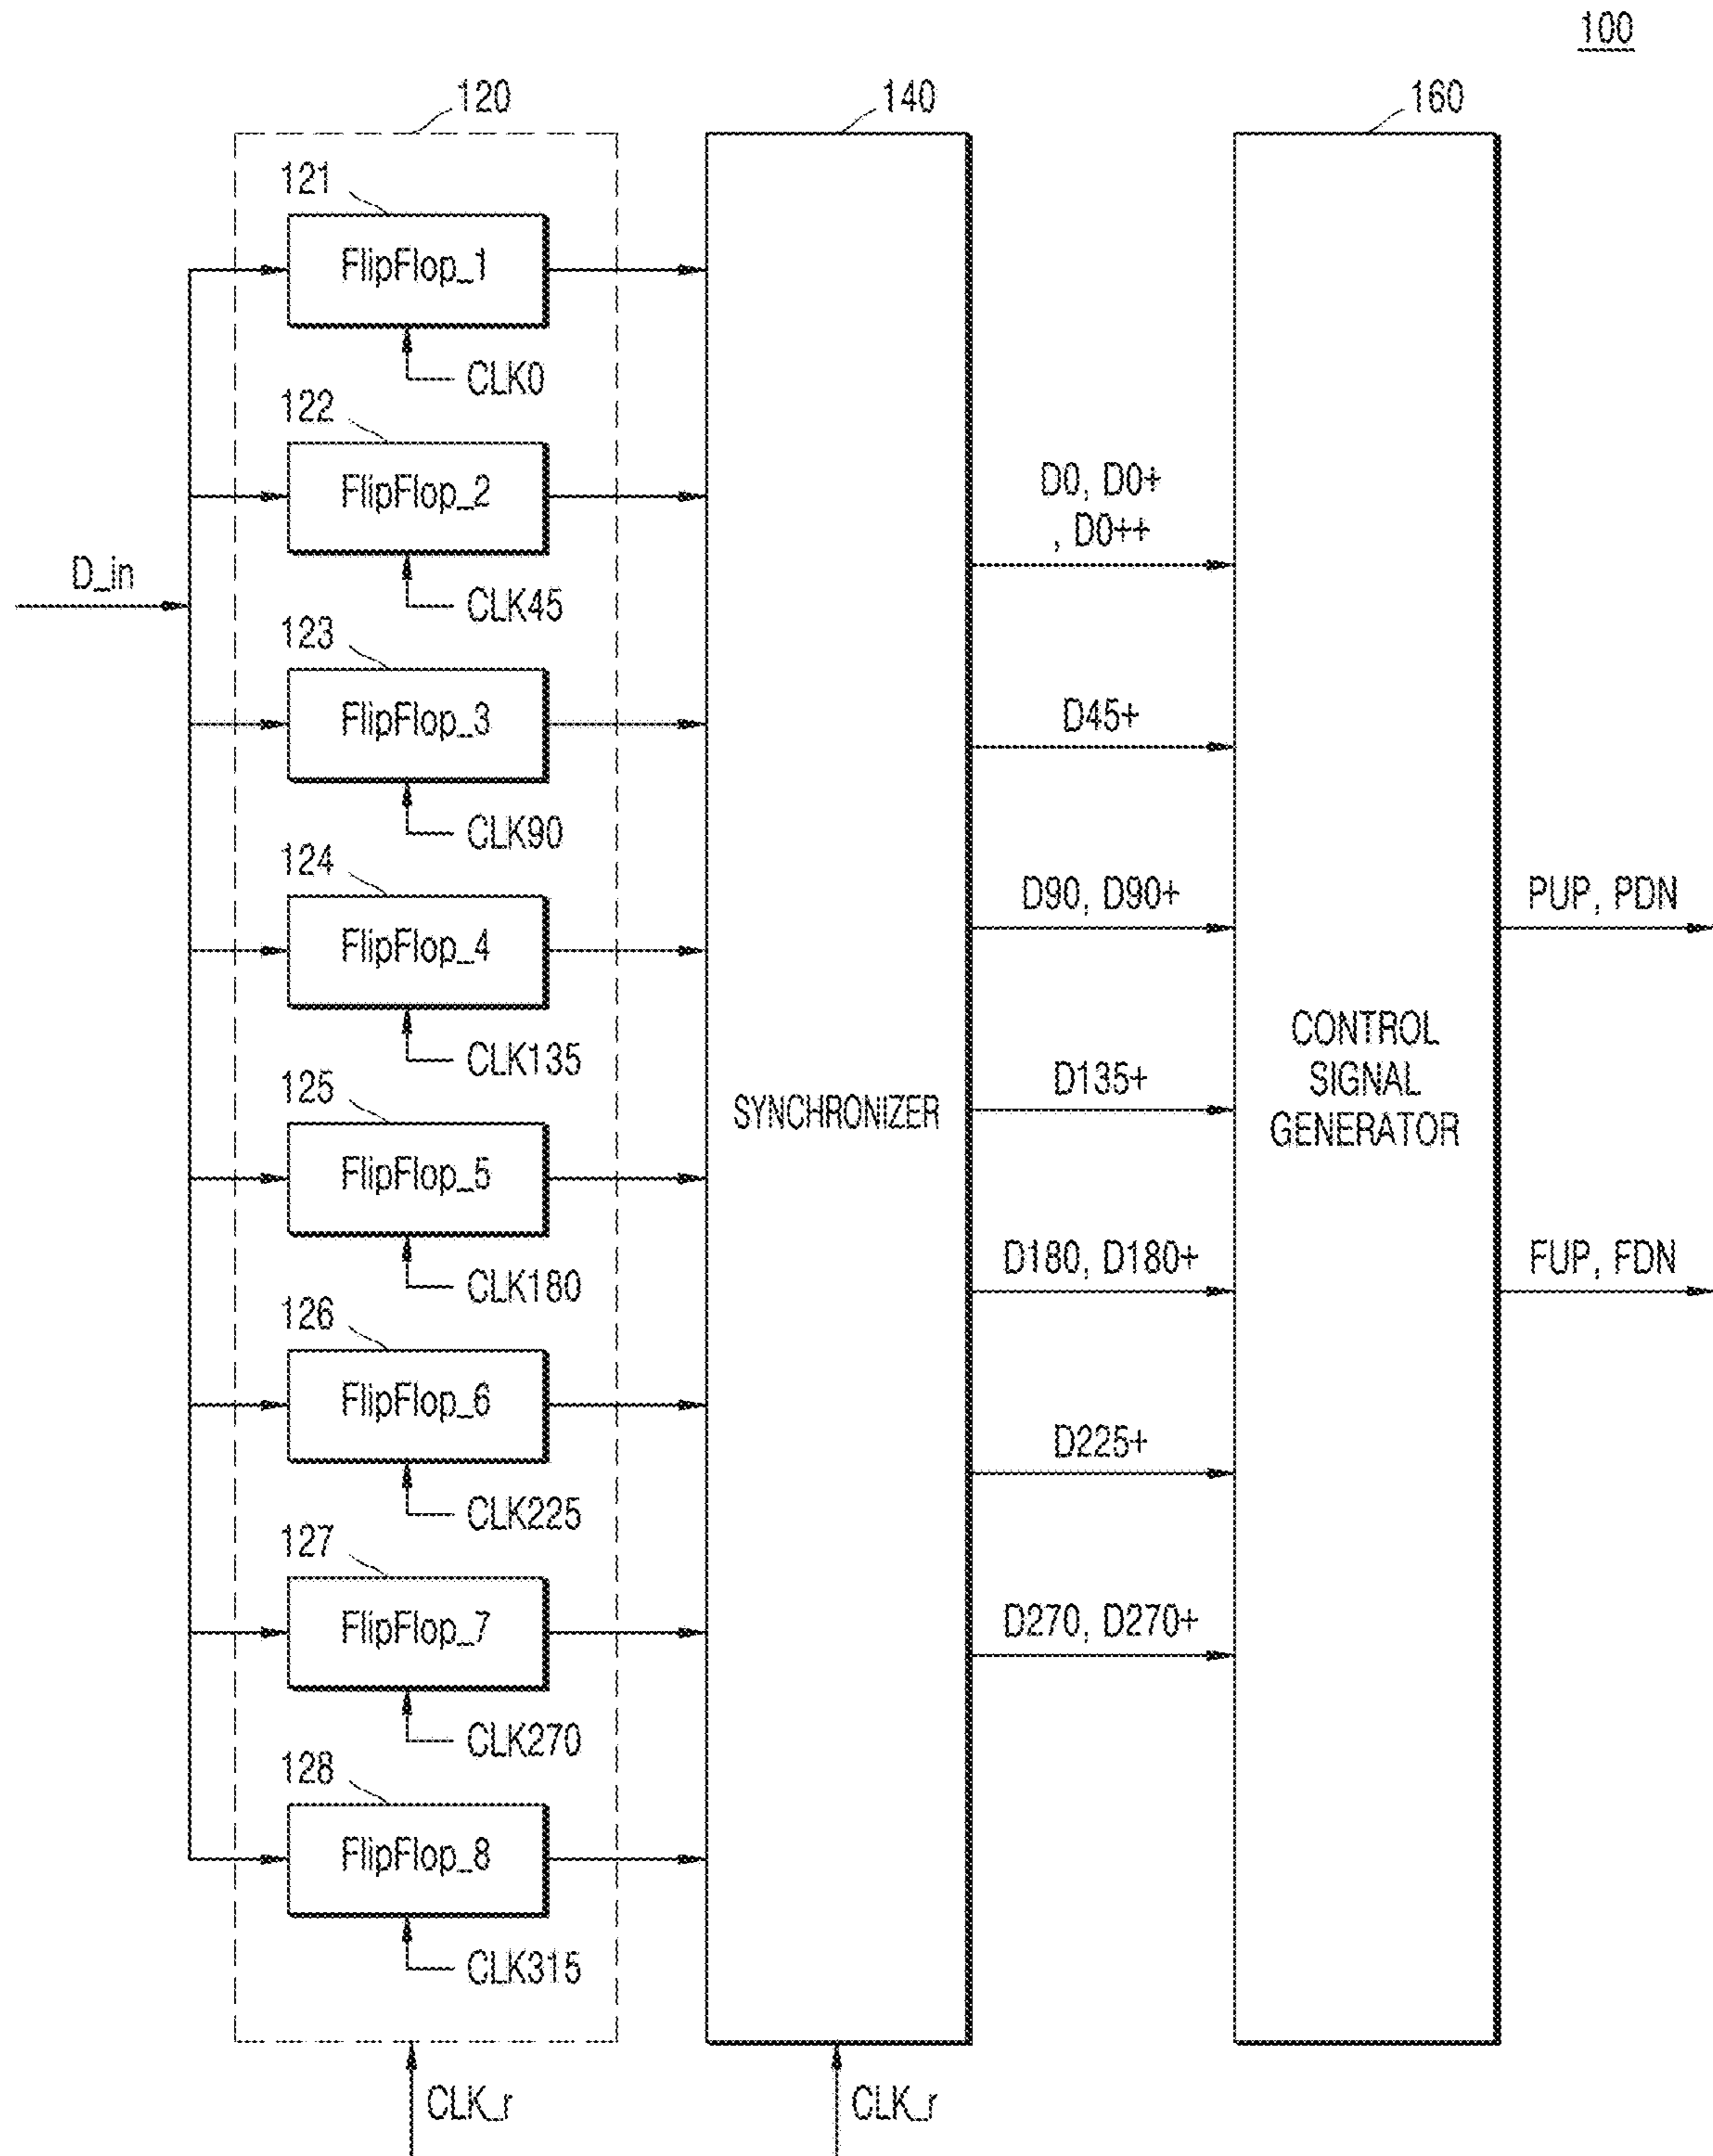 100
120
140
160
121
FlipFlop_1
CLK0
122
FlipFlop_2
CLK45
D_in
123
FlipFlop_3
CLK90
124
FlipFlop_4
CLK135
125
FlipFlop_5
CLK180
126
FlipFlop_6
CLK225
127
FlipFlop_7
CLK270
128
FlipFlop_8
CLK315
CLK_r
SYNCHRONIZER
CLK_r
D0, D0+
, D0++
D45+
D90, D90+
D135+
D180, D180+
D225+
D270, D270+
CONTROL
SIGNAL
GENERATOR
PUP, PDN
FUP, FDN